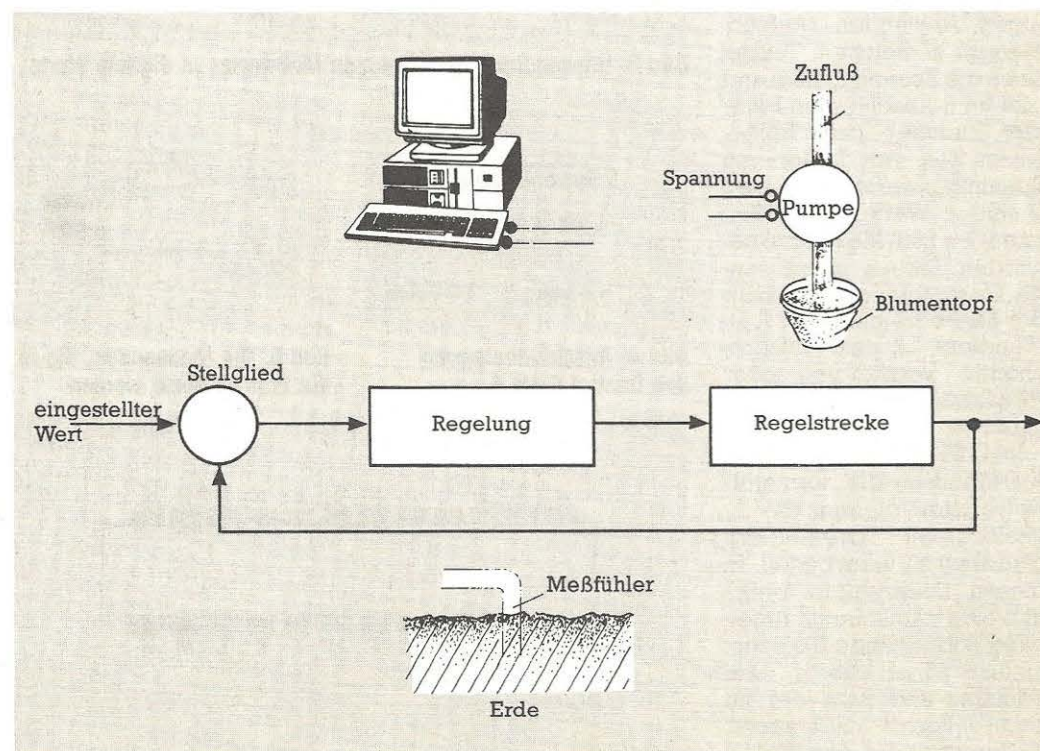 Zufluß
Spannung
Pumpe
Blumentopf
Stellglied
eingestellter
Wert
Regelung
Regelstrecke
Meßfühler
Erde